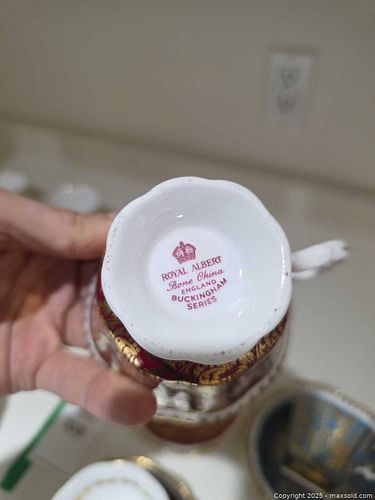 ROYAL ALBERT
Bone China
ENGLAND
BUCKINGHAM
SERIES
Copyright 2025 - maxsold.com